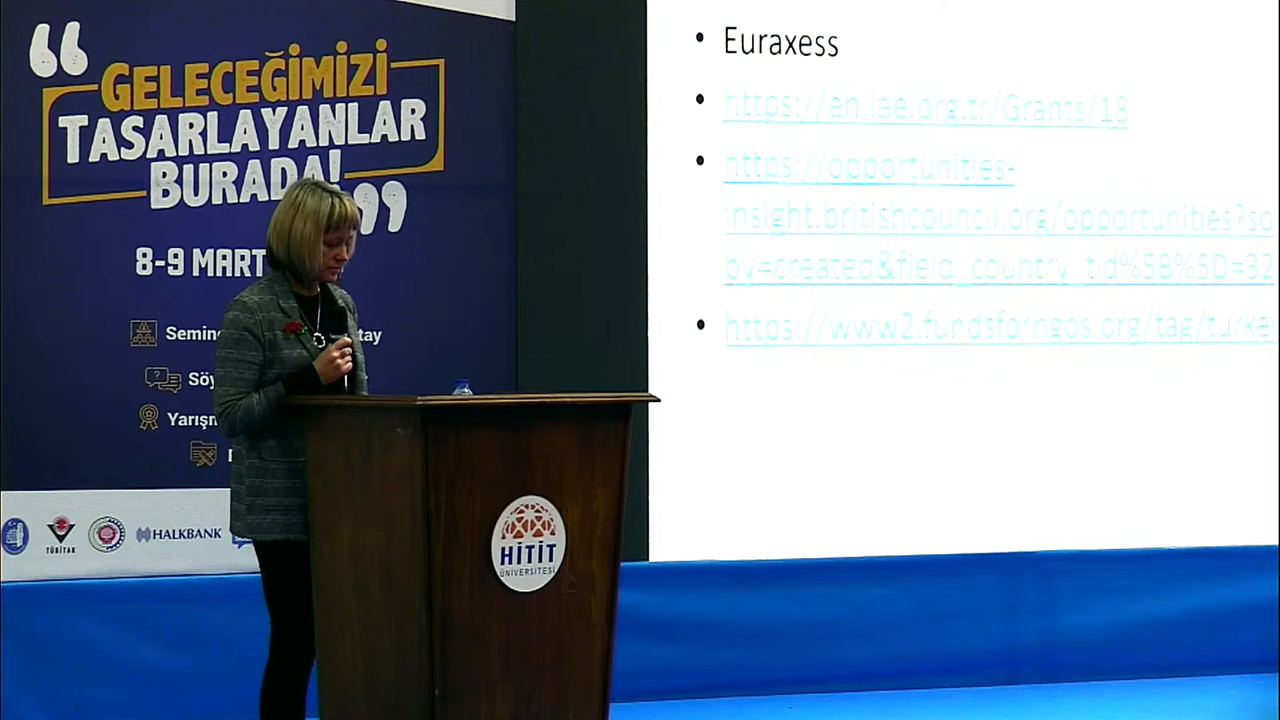 “
GELECEĞİMİZİ
TASARLAYANLAR
BURADA!
”
8-9 MART
Söy
Yarışm
TÜBİTAK
HALKBANK
HİTİT
ÜNİVERSİTESİ
• Euraxess
• https://en.iae.org.tr/Grants/18
• https://opportunities-
insight.britishcouncil.org/opportunities?so
by=created&field_country_tid%5B%5D=32
• https://www2.fundsforngos.org/tag/turke